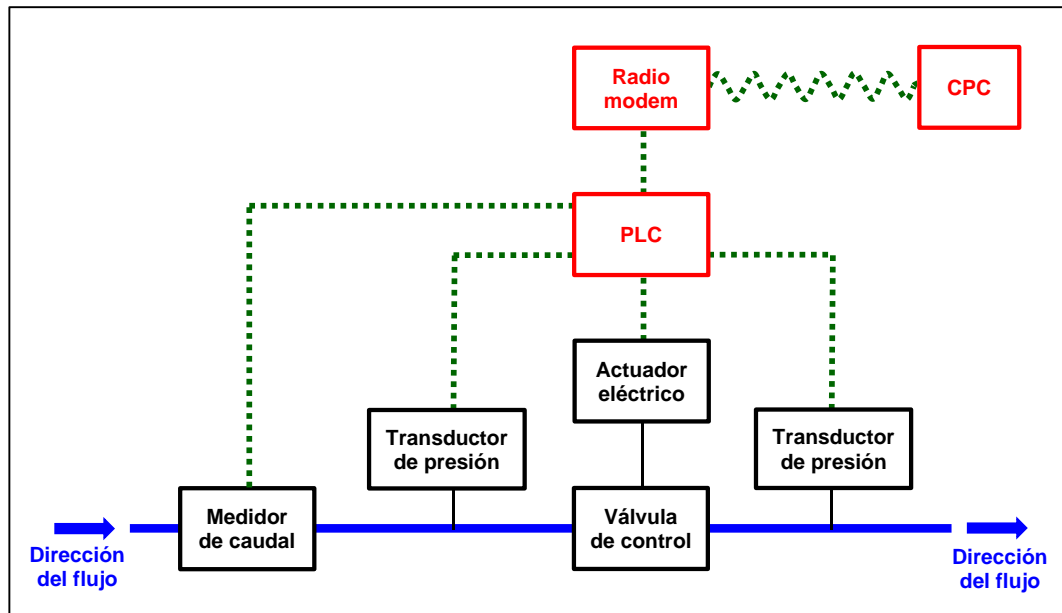 Radio
modem
CPC
PLC
Actuador
eléctrico
Transductor
de presión
Transductor
de presión
Medidor
de caudal
Válvula
de control
Dirección
del flujo
Dirección
del flujo